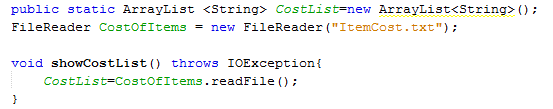 public static ArrayList <String> CostList=new ArrayList<String>();
FileReader CostOfItems = new FileReader("ItemCost.txt");
void showCostList() throws IOException{
CostList=CostOfItems.readFile();
}